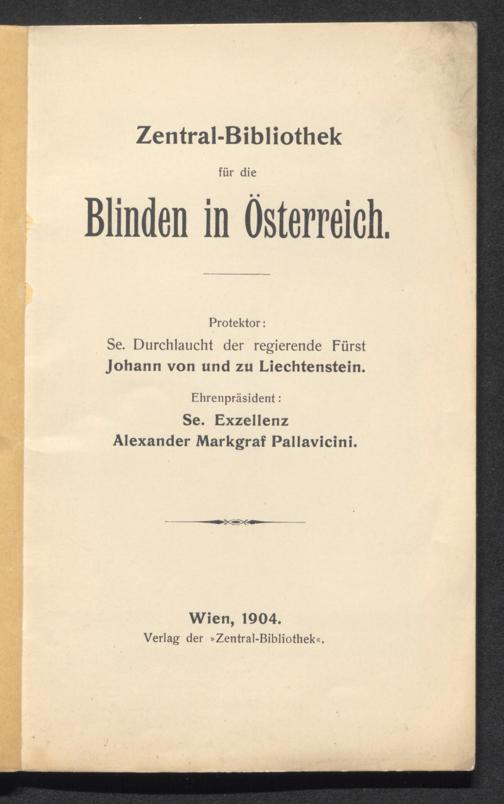 Zentral-Bibliothek
für die
Blinden in Österreich.
Protektor:
Se. Durchlaucht der regierende Fürst
Johann von und zu Liechtenstein.
Ehrenpräsident:
Se. Exzellenz
Alexander Markgraf Pallavicini.
Wien, 1904.
Verlag der »Zentral-Bibliothek«.